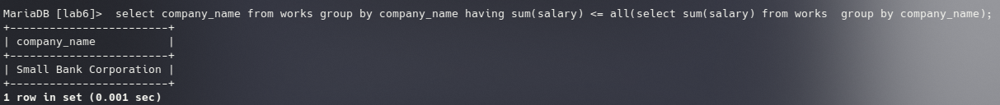 MariaDB [lab6]>  select company_name from works group by company_name having sum(salary) <= all(select sum(salary) from works  group by company_name);
+------------------------+
| company_name           |
+------------------------+
| Small Bank Corporation |
+------------------------+
1 row in set (0.001 sec)